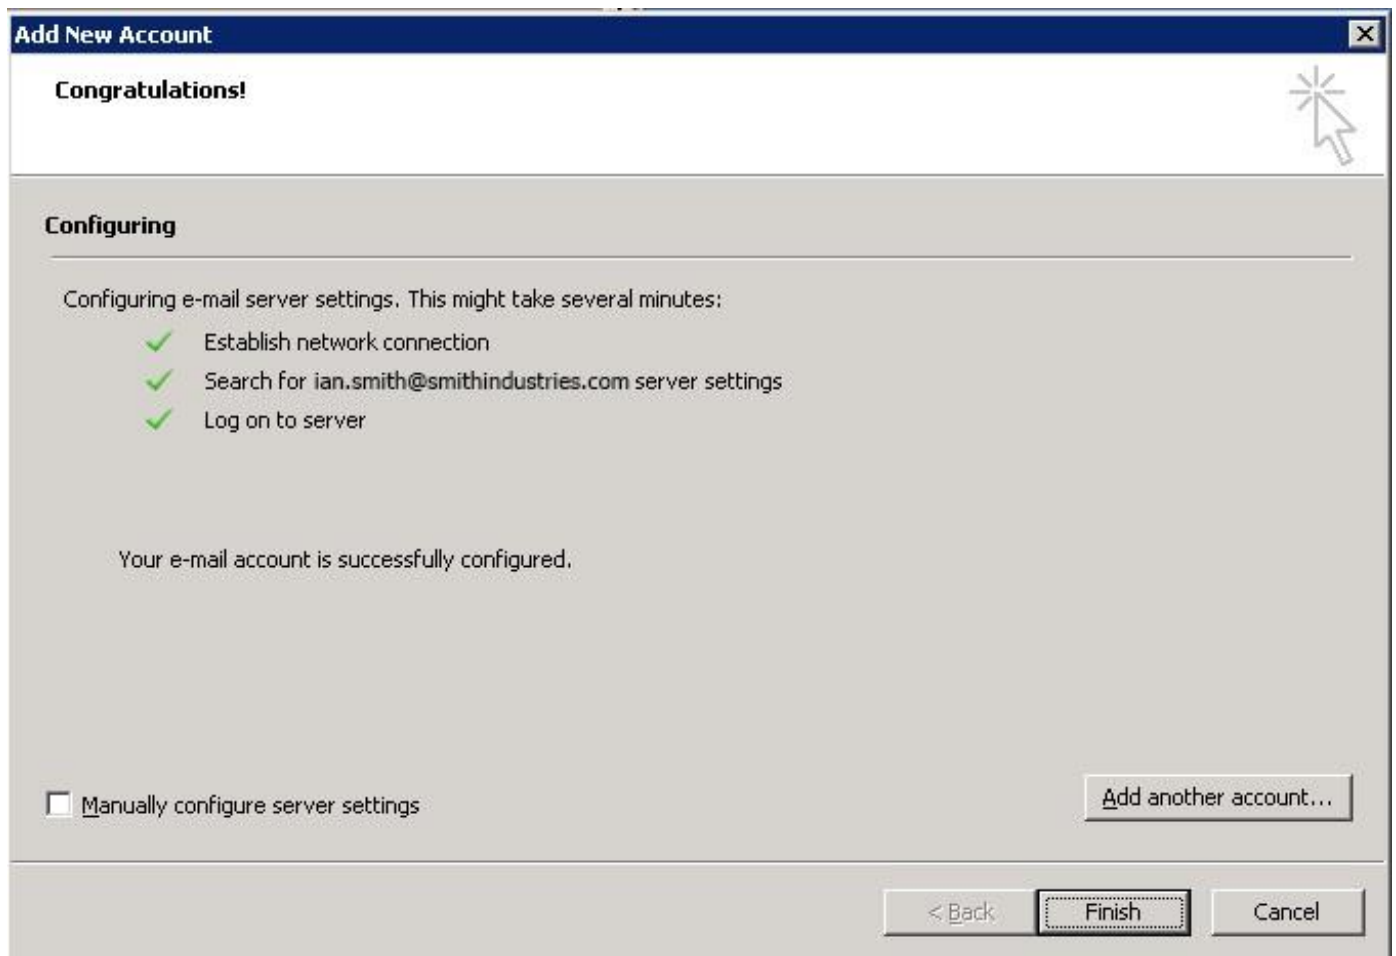 Add New Account
Congratulations!
Configuring
Configuring e-mail server settings. This might take several minutes:
Establish network connection
Search for ian.smith@smithindustries.com server settings
Log on to server
Your e-mail account is successfully configured.
Manually configure server settings
Add another account...
< Back
Finish
Cancel